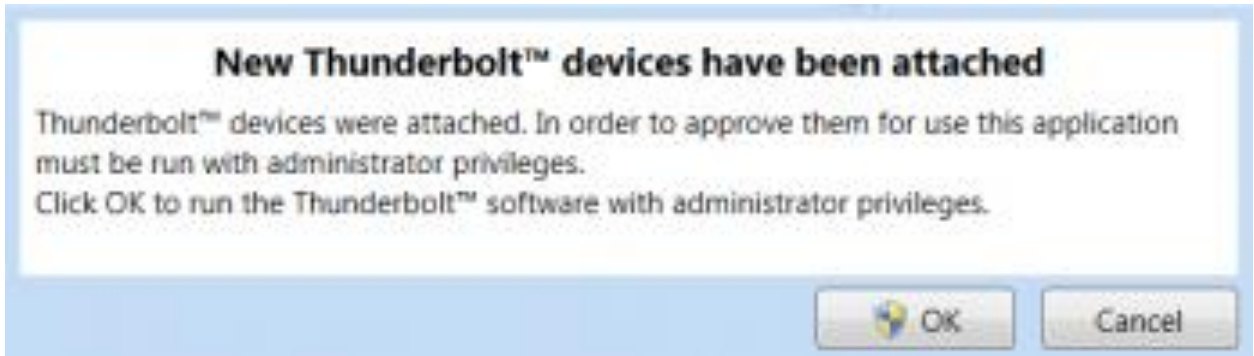 New Thunderbolt™ devices have been attached
Thunderbolt™ devices were attached. In order to approve them for use this application
must be run with administrator privileges.
Click OK to run the Thunderbolt™ software with administrator privileges.
OK
Cancel